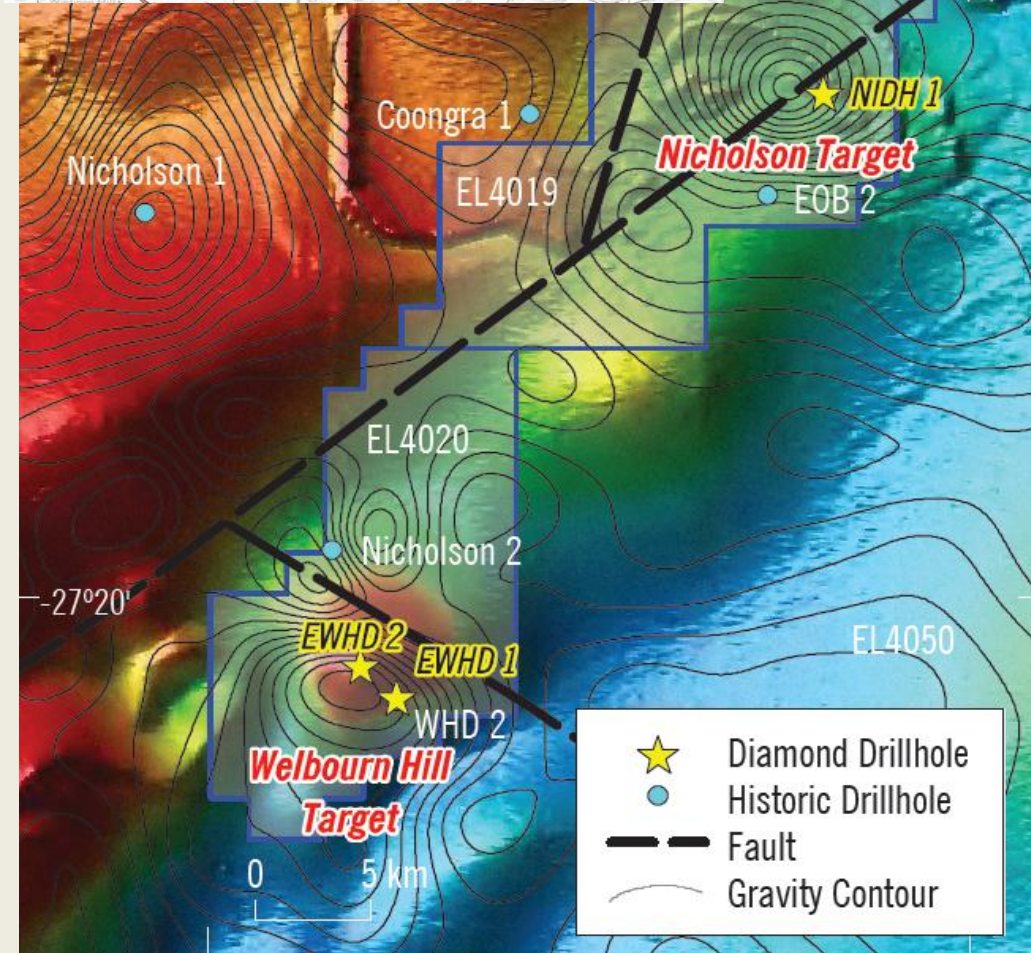 NIDH 1
Coongra 1
Nicholson Target
Nicholson 1
EL4019
EOB 2
EL4020
Nicholson 2
-27º20'
EWHD 2
EWHD 1
EL4050
WHD 2
Welbourn Hill
Target
0 5 km
Diamond Drillhole
Historic Drillhole
Fault
Gravity Contour